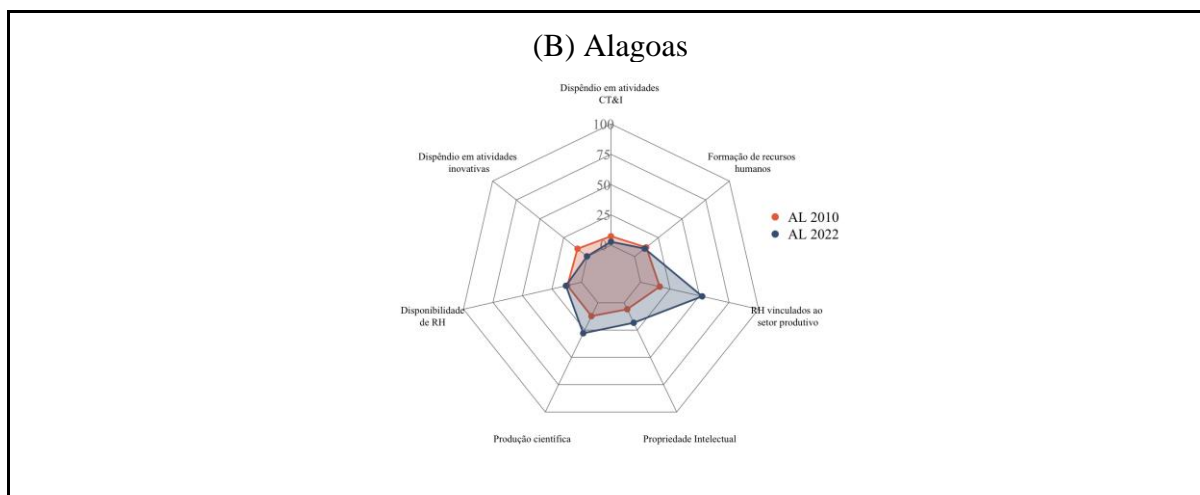 (B) Alagoas
Dispêndio em atividades
CT&I
100
75
50
25
0
Dispêndio em atividades
inovativas
Formação de recursos
humanos
AL 2010
AL 2022
Disponibilidade
de RH
RH vinculados ao
setor produtivo
Produção científica
Propriedade Intelectual